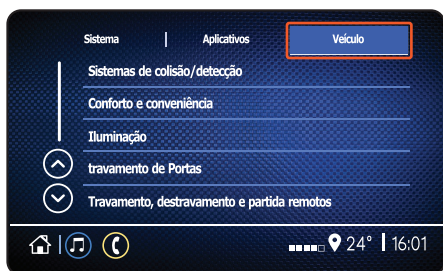 Sistema | Aplicativos Veículo
Sistemas de colisão/detecção
Conforto e conveniência
Iluminação
travamento de Portas
Travamento, destravamento e partida remotos
24° 16:01